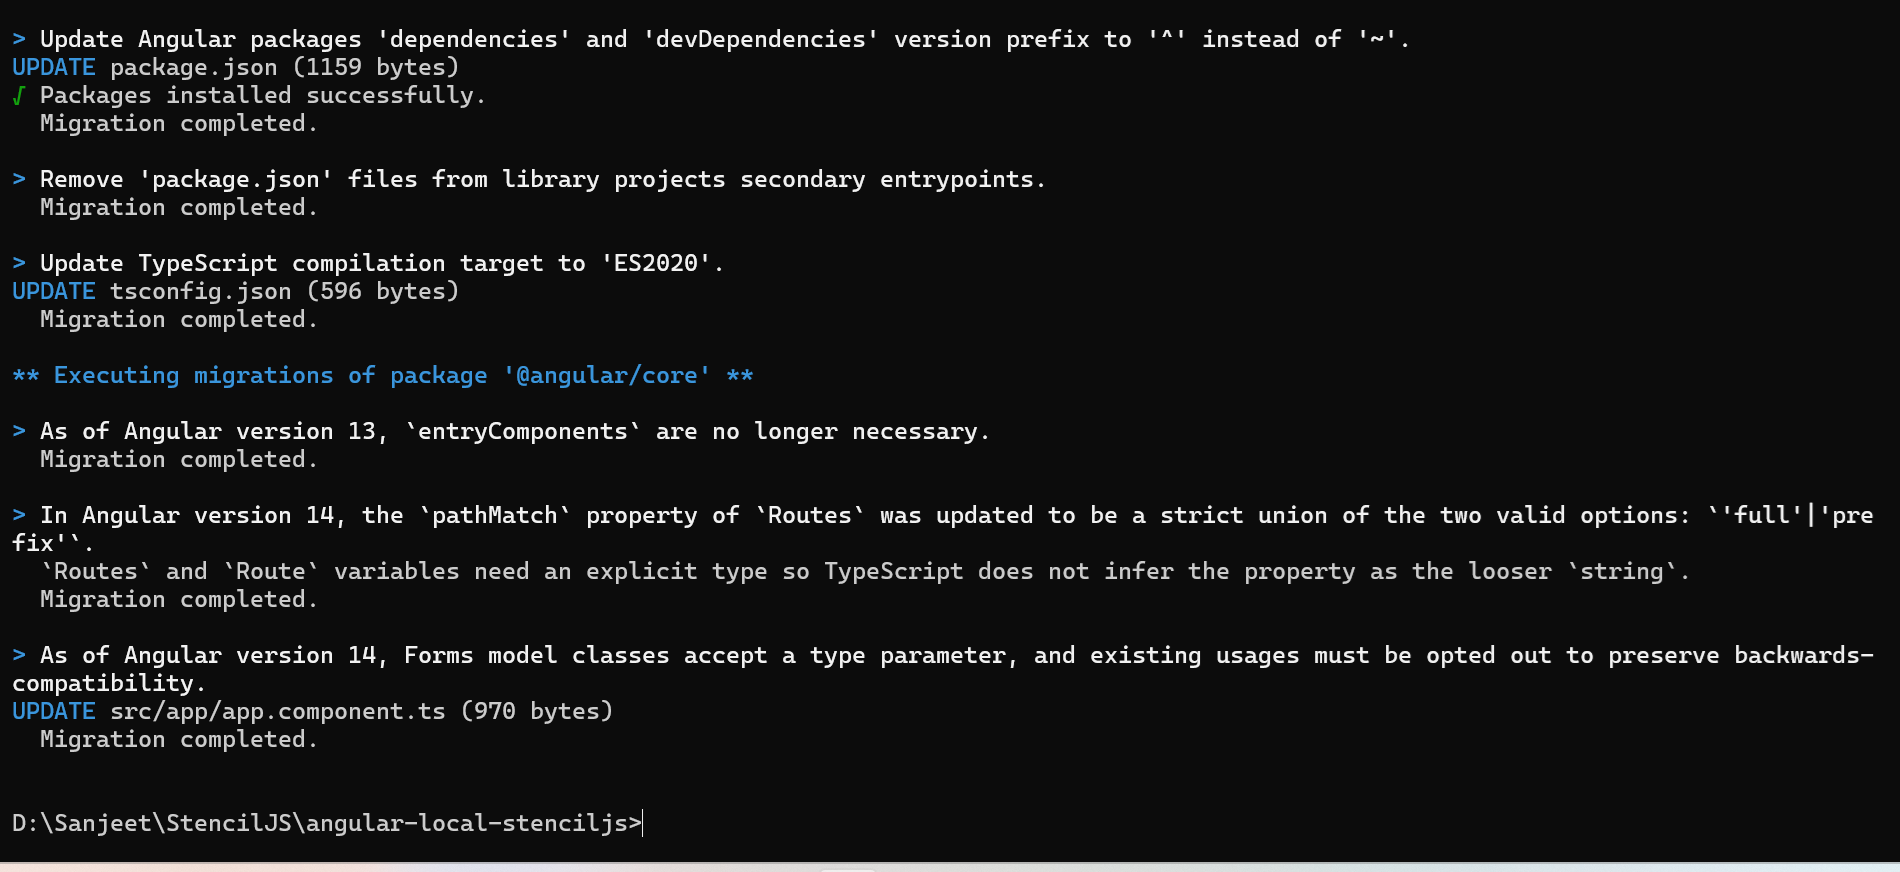 > Update Angular packages 'dependencies' and 'devDependencies' version prefix to '^' instead of '~'.
UPDATE package.json (1159 bytes)
√ Packages installed successfully.
  Migration completed.

> Remove 'package.json' files from library projects secondary entrypoints.
  Migration completed.

> Update TypeScript compilation target to 'ES2020'.
UPDATE tsconfig.json (596 bytes)
  Migration completed.

** Executing migrations of package '@angular/core' **

> As of Angular version 13, `entryComponents` are no longer necessary.
  Migration completed.

> In Angular version 14, the `pathMatch` property of `Routes` was updated to be a strict union of the two valid options: `'full'|'pre
fix'`.
  `Routes` and `Route` variables need an explicit type so TypeScript does not infer the property as the looser `string`.
  Migration completed.

> As of Angular version 14, Forms model classes accept a type parameter, and existing usages must be opted out to preserve backwards-
compatibility.
UPDATE src/app/app.component.ts (970 bytes)
  Migration completed.

D:\Sanjeet\StencilJS\angular-local-stenciljs>